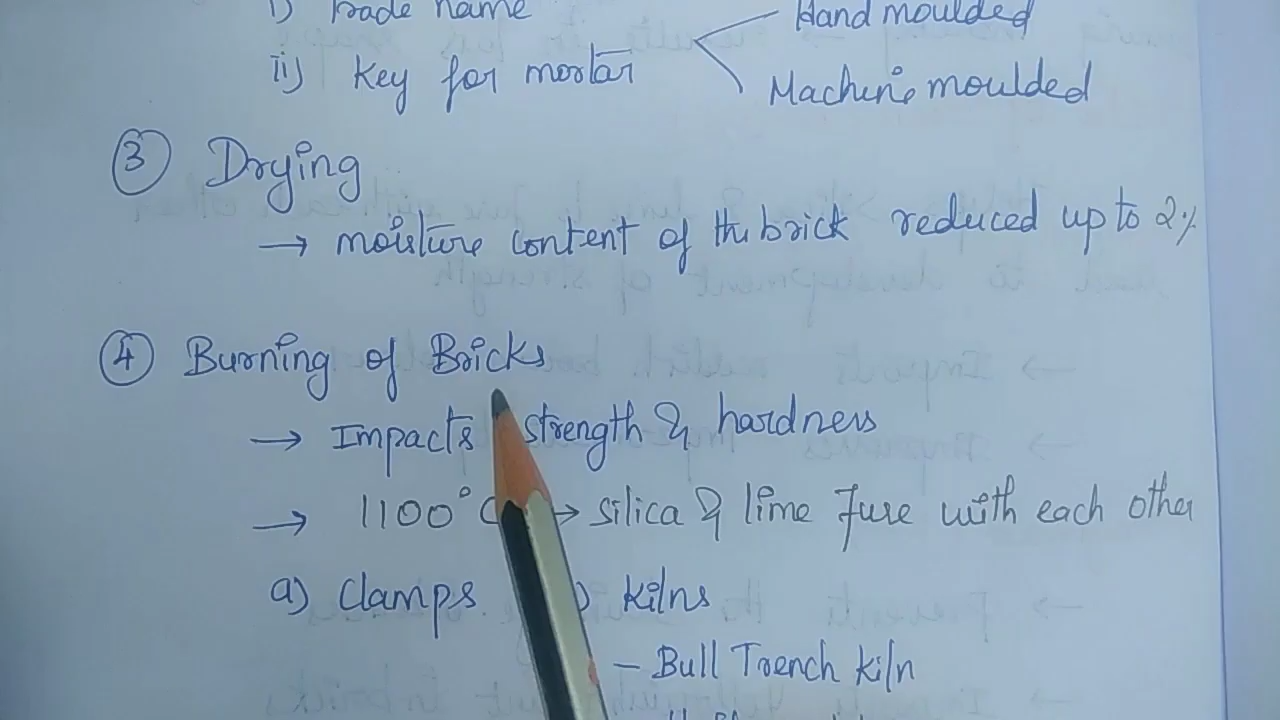 i) Trade name
Hand moulded
ii) Key for mortar
Machine moulded
③ Drying
→ moisture content of the brick reduced up to 2%
④ Burning of Bricks
→ Impacts strength & hardness
→ 1100°C → silica & lime fuse with each other
a) Clamps ) kilns
– Bull Trench kiln